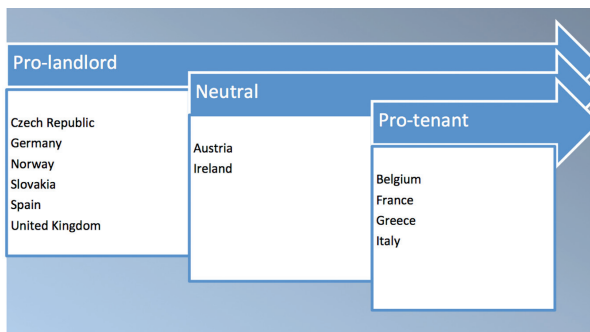 Pro-landlord
Czech Republic
Germany
Norway
Slovakia
Spain
United Kingdom
Neutral
Austria
Ireland
Pro-tenant
Belgium
France
Greece
Italy